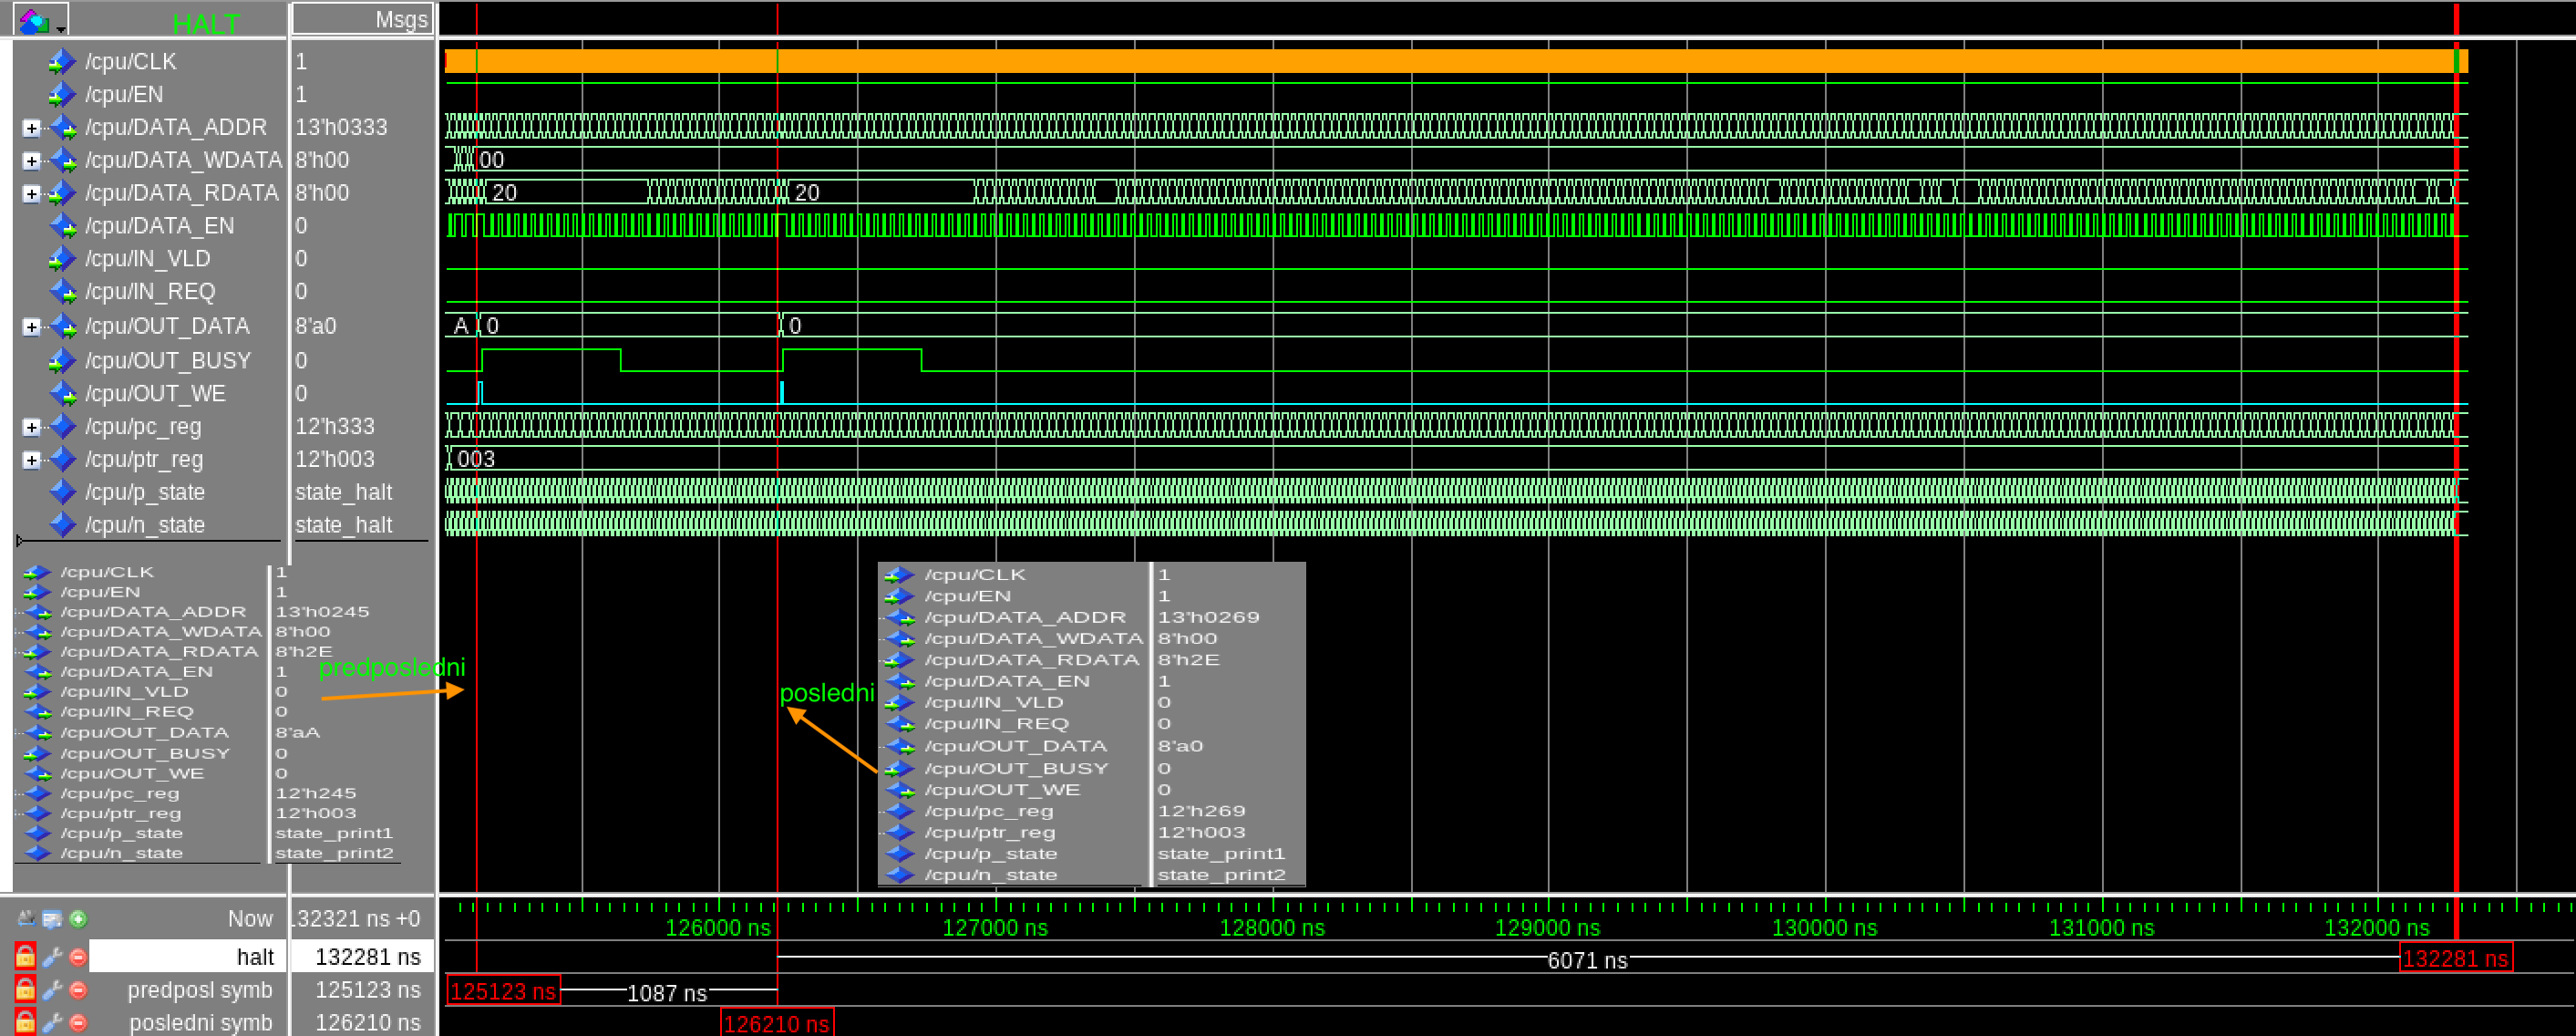 HALT Msgs
/cpu/CLK 1
/cpu/EN 1
/cpu/DATA_ADDR 13'h0333
/cpu/DATA_WDATA 8'h00 00
/cpu/DATA_RDATA 8'h00 20 20
/cpu/DATA_EN 0
/cpu/IN_VLD 0
/cpu/IN_REQ 0
/cpu/OUT_DATA 8'a0 A 0 0
/cpu/OUT_BUSY 0
/cpu/OUT_WE 0
/cpu/pc_reg 12'h333
/cpu/ptr_reg 12'h003 003
/cpu/p_state state_halt
/cpu/n_state state_halt
/cpu/CLK 1
/cpu/EN 1
/cpu/DATA_ADDR 13'h0245
/cpu/DATA_WDATA 8'h00
/cpu/DATA_RDATA 8'h2E
/cpu/DATA_EN 1
/cpu/IN_VLD 0
/cpu/IN_REQ 0
/cpu/OUT_DATA 8'aA
/cpu/OUT_BUSY 0
/cpu/OUT_WE 0
/cpu/pc_reg 12'h245
/cpu/ptr_reg 12'h003
/cpu/p_state state_print1
/cpu/n_state state_print2
predposledni
posledni
/cpu/CLK 1
/cpu/EN 1
/cpu/DATA_ADDR 13'h0269
/cpu/DATA_WDATA 8'h00
/cpu/DATA_RDATA 8'h2E
/cpu/DATA_EN 1
/cpu/IN_VLD 0
/cpu/IN_REQ 0
/cpu/OUT_DATA 8'a0
/cpu/OUT_BUSY 0
/cpu/OUT_WE 0
/cpu/pc_reg 12'h269
/cpu/ptr_reg 12'h003
/cpu/p_state state_print1
/cpu/n_state state_print2
Now 132321 ns +0 126000 ns 127000 ns 128000 ns 129000 ns 130000 ns 131000 ns 132000 ns
halt 132281 ns 6071 ns 132281 ns
predposl symb 125123 ns 125123 ns 1087 ns
posledni symb 126210 ns 126210 ns